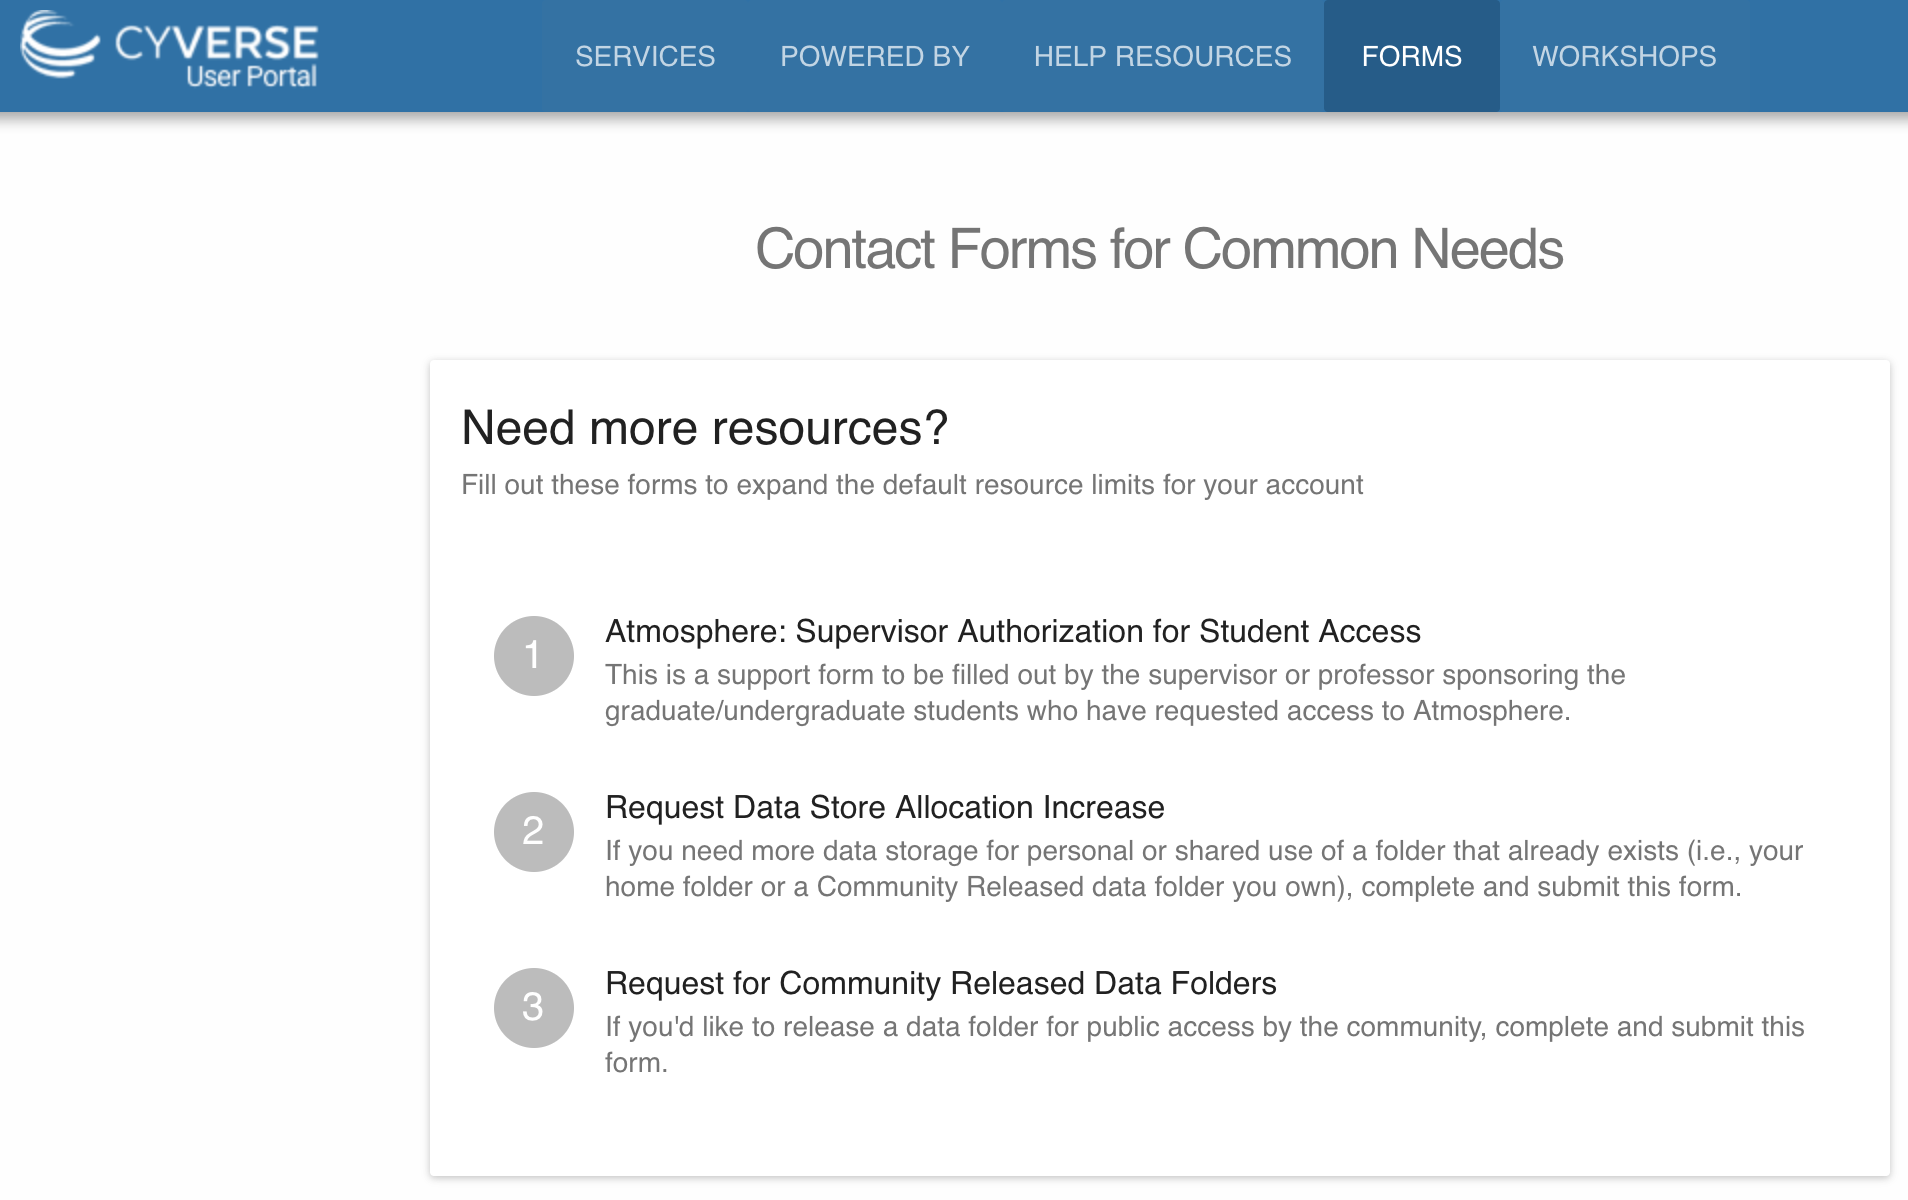 CYVERSE
User Portal
SERVICES
POWERED BY
HELP RESOURCES
FORMS
WORKSHOPS
Contact Forms for Common Needs
Need more resources?
Fill out these forms to expand the default resource limits for your account
1
Atmosphere: Supervisor Authorization for Student Access
This is a support form to be filled out by the supervisor or professor sponsoring the
graduate/undergraduate students who have requested access to Atmosphere.
2
Request Data Store Allocation Increase
If you need more data storage for personal or shared use of a folder that already exists (i.e., your
home folder or a Community Released data folder you own), complete and submit this form.
3
Request for Community Released Data Folders
If you'd like to release a data folder for public access by the community, complete and submit this
form.